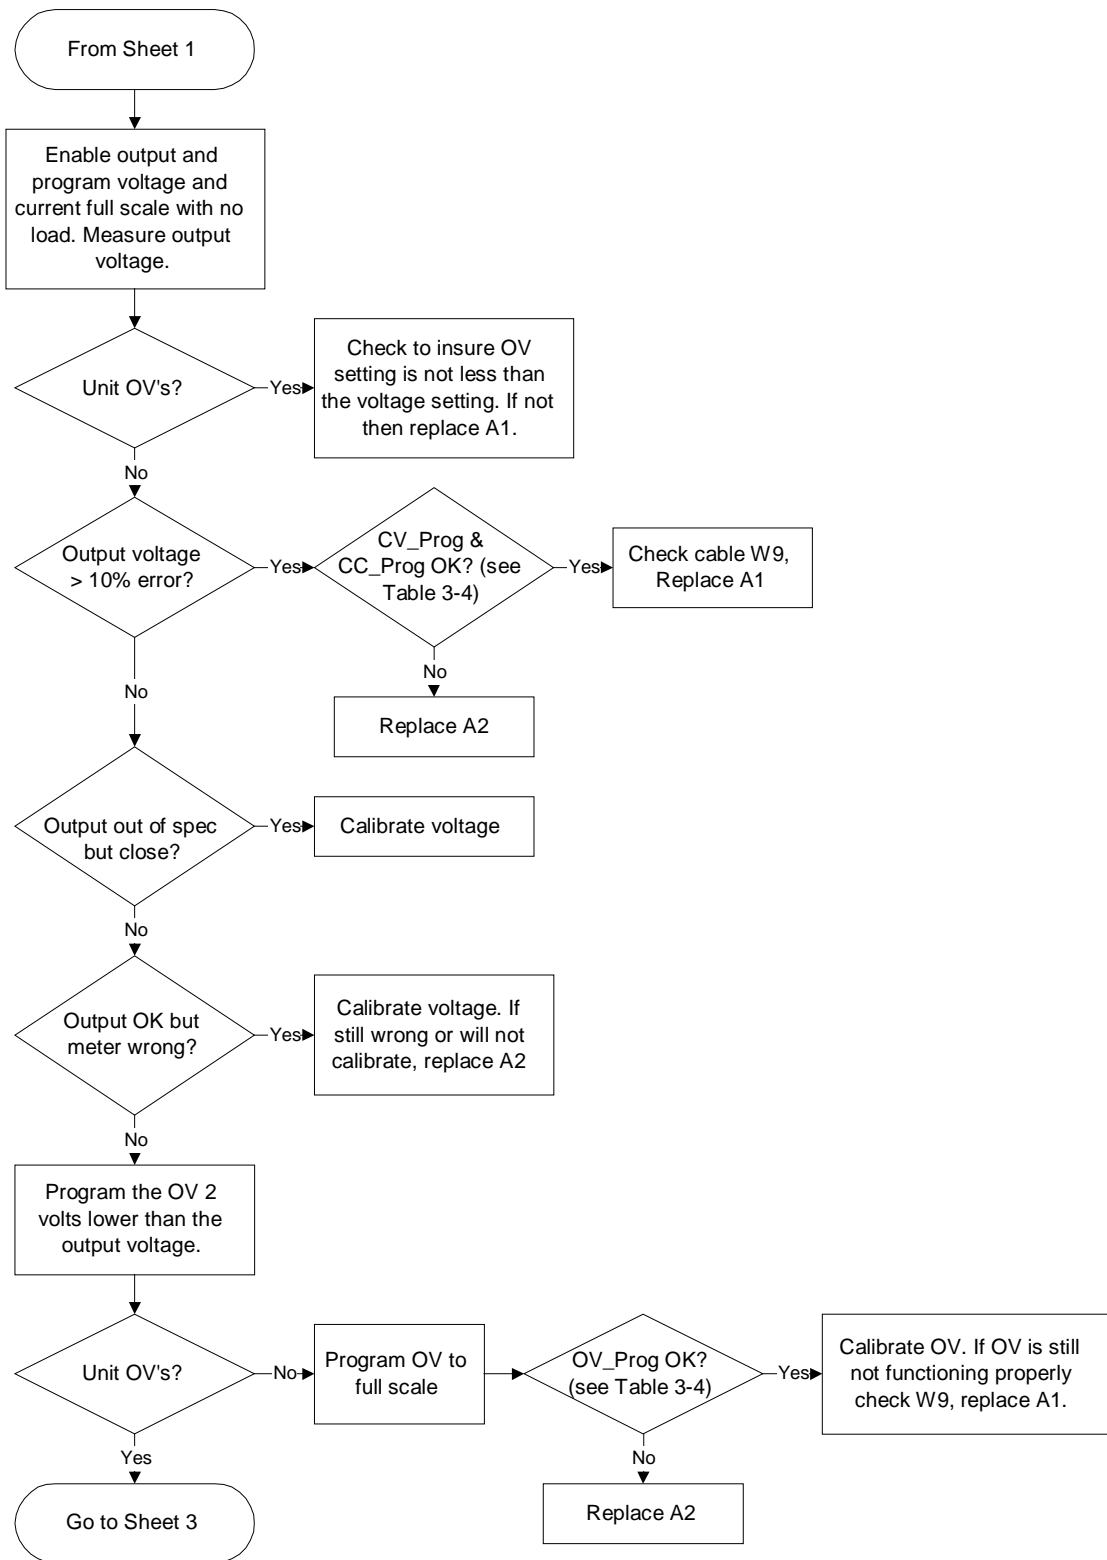 From Sheet 1
Enable output and
program voltage and
current full scale with no
load. Measure output
voltage.
Unit OV's?
Yes
Check to insure OV
setting is not less than
the voltage setting. If not
then replace A1.
No
Output voltage
> 10% error?
Yes
CV_Prog &
CC_Prog OK? (see
Table 3-4)
Yes
Check cable W9,
Replace A1
No
Replace A2
No
Output out of spec
but close?
Yes
Calibrate voltage
No
Output OK but
meter wrong?
Yes
Calibrate voltage. If
still wrong or will not
calibrate, replace A2
No
Program the OV 2
volts lower than the
output voltage.
Unit OV's?
No
Program OV to
full scale
OV_Prog OK?
(see Table 3-4)
Yes
Calibrate OV. If OV is still
not functioning properly
check W9, replace A1.
No
Replace A2
Yes
Go to Sheet 3